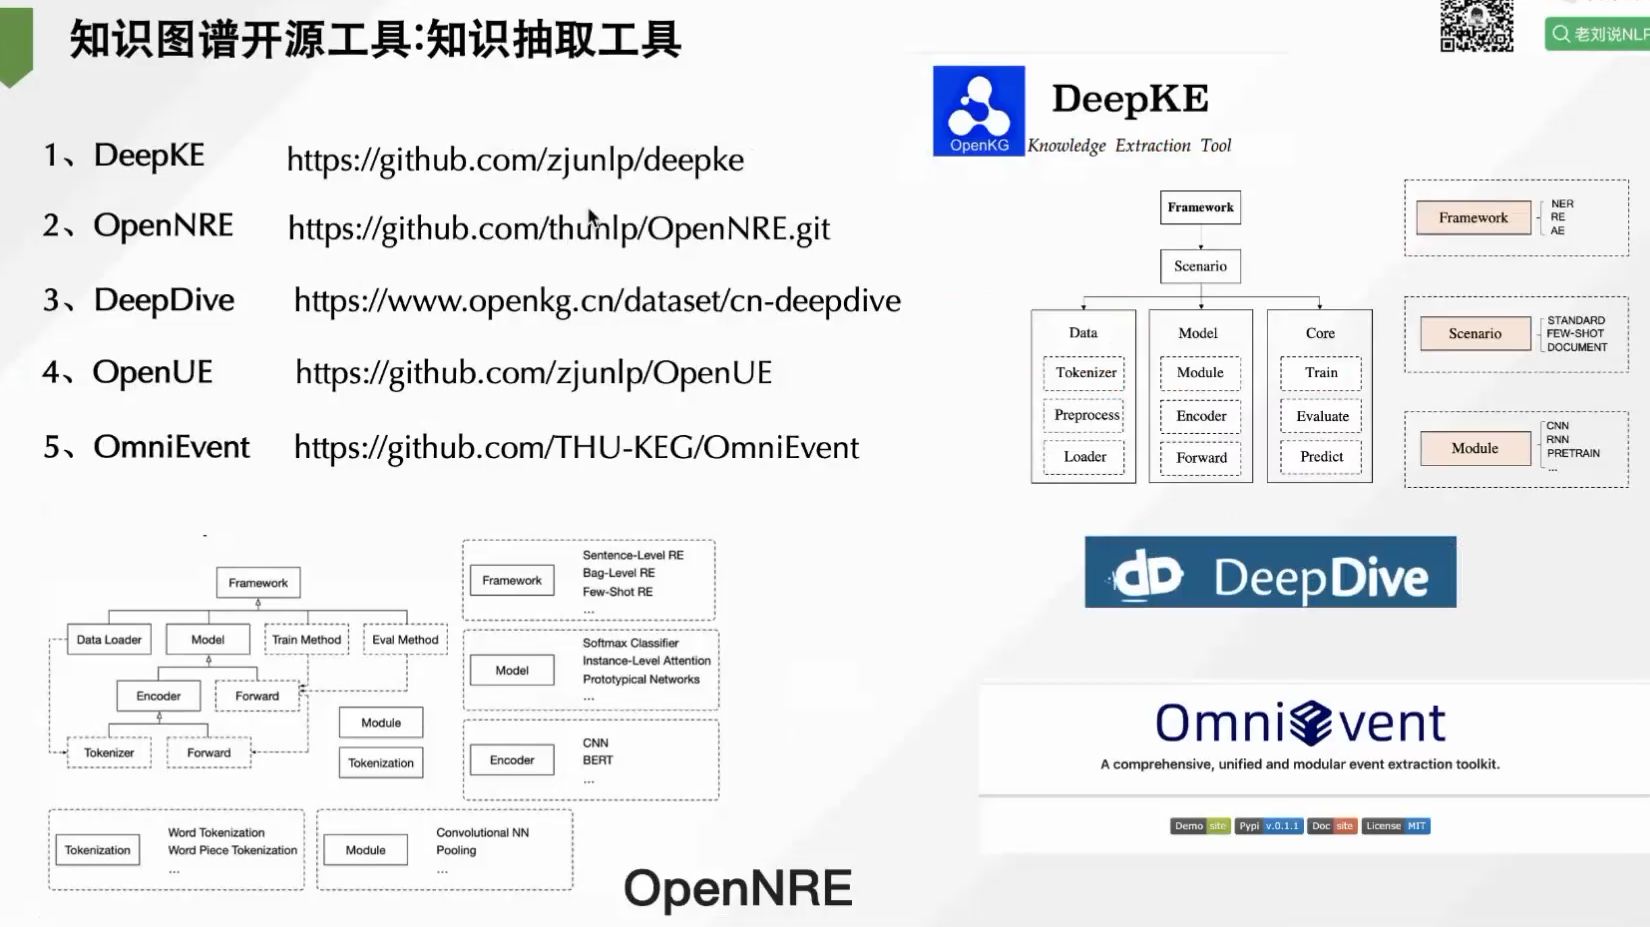 知识图谱开源工具:知识抽取工具
老刘说NLP
1、DeepKE https://github.com/zjunlp/deepke
2、OpenNRE https://github.com/thunlp/OpenNRE.git
3、DeepDive https://www.openkg.cn/dataset/cn-deepdive
4、OpenUE https://github.com/zjunlp/OpenUE
5、OmniEvent https://github.com/THU-KEG/OmniEvent
OpenKG
DeepKE
Knowledge Extraction Tool
Framework
Scenario
Data
Tokenizer
Preprocess
Loader
Model
Module
Encoder
Forward
Core
Train
Evaluate
Predict
Framework
NER
RE
AE
Scenario
STANDARD
FEW-SHOT
DOCUMENT
Module
CNN
RNN
PRETRAIN
...
Framework
Data Loader Model Train Method Eval Method
Encoder Forward
Tokenizer Forward
Module
Tokenization
Framework
Sentence-Level RE
Bag-Level RE
Few-Shot RE
...
Model
Softmax Classifier
Instance-Level Attention
Prototypical Networks
...
Encoder
CNN
BERT
...
Tokenization
Word Tokenization
Word Piece Tokenization
...
Module
Convolutional NN
Pooling
...
OpenNRE
dD DeepDive
OmniEvent
A comprehensive, unified and modular event extraction toolkit.
Demo site Pypi v.0.1.1 Doc site License MIT